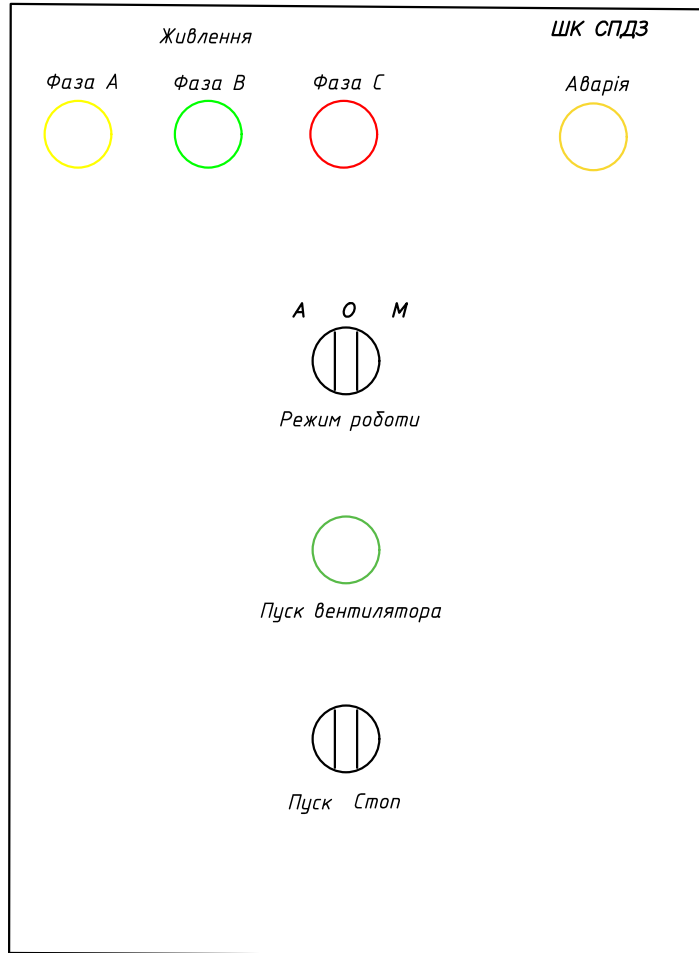 ШК СПДЗ
Живлення
Фаза А Фаза В Фаза С Аварія
А О М
Режим роботи
Пуск вентилятора
Пуск Стоп